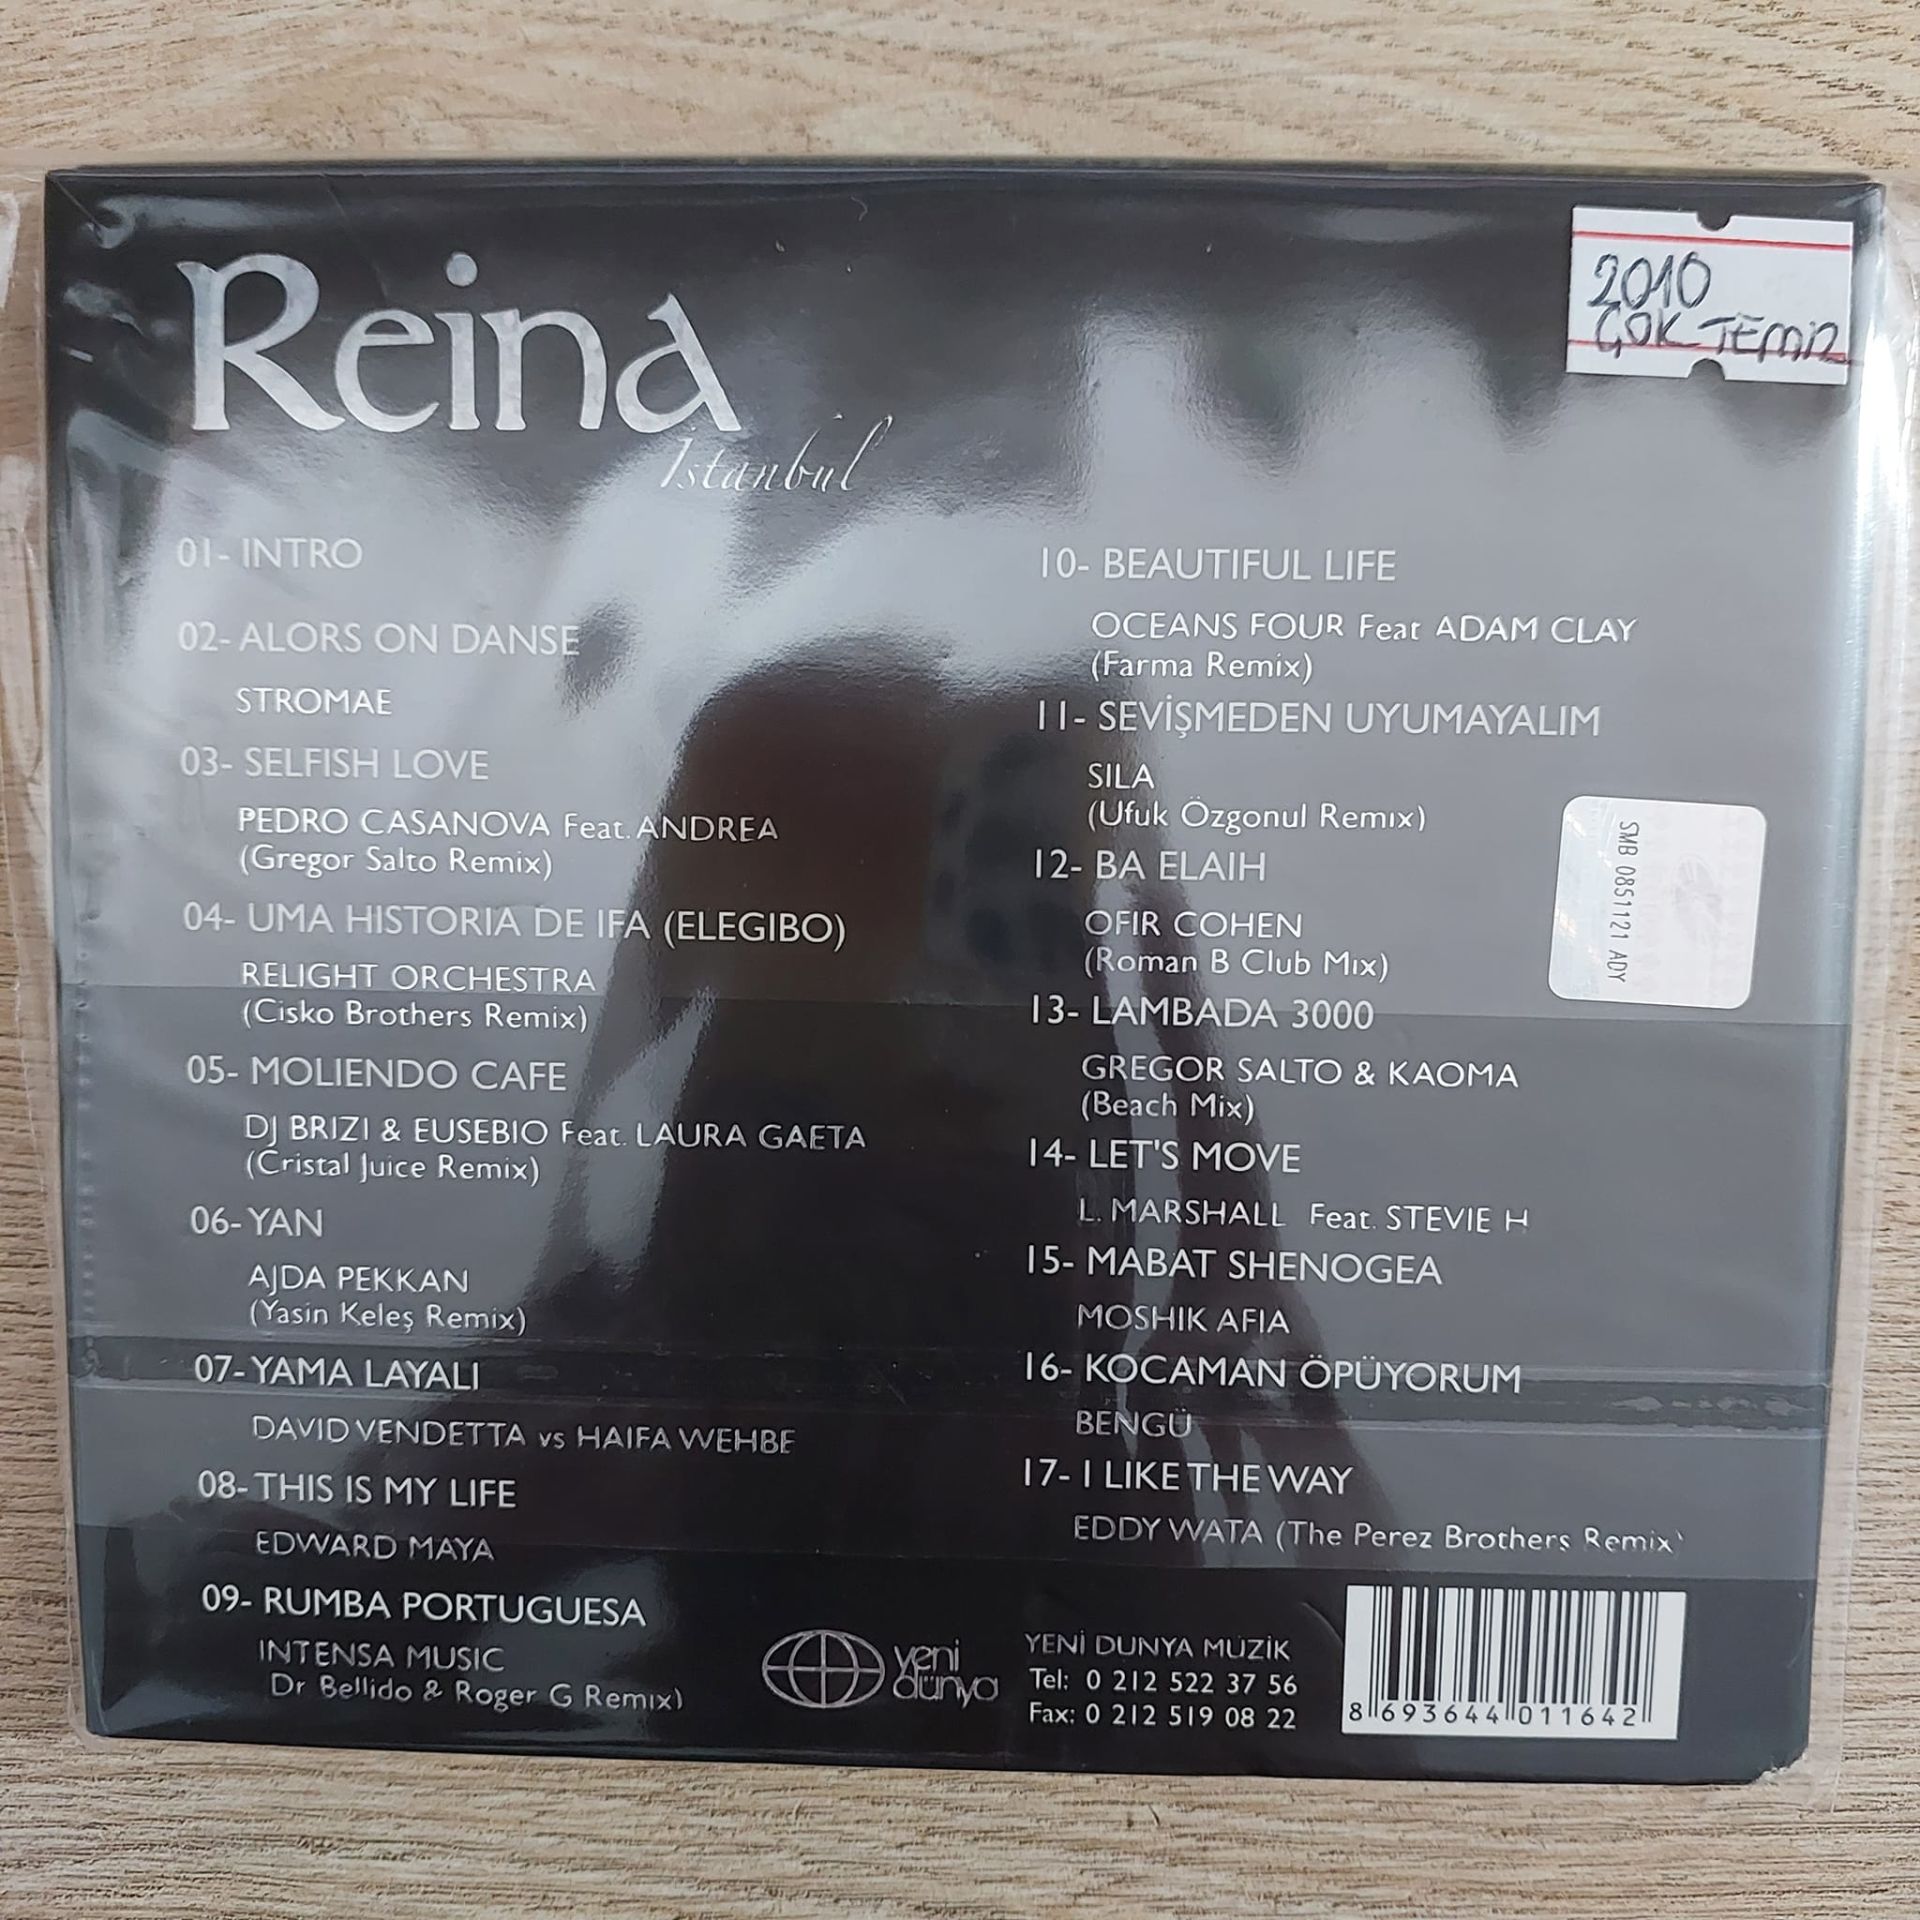 Reina
İstanbul
2010
ÇOK TEMİZ
01- INTRO
02- ALORS ON DANSE
STROMAE
03- SELFISH LOVE
PEDRO CASANOVA Feat. ANDREA
(Gregor Salto Remix)
04- UMA HISTORIA DE IFA (ELEGIBO)
RELIGHT ORCHESTRA
(Cisko Brothers Remix)
05- MOLIENDO CAFE
DJ BRIZI & EUSEBIO Feat. LAURA GAETA
(Cristal Juice Remix)
06- YAN
AJDA PEKKAN
(Yasin Keleş Remix)
07- YAMA LAYALI
DAVID VENDETTA vs HAIFA WEHBE
08- THIS IS MY LIFE
EDWARD MAYA
09- RUMBA PORTUGUESA
INTENSA MUSIC
Dr Bellido & Roger G Remix)
10- BEAUTIFUL LIFE
OCEANS FOUR Feat ADAM CLAY
(Farma Remix)
11- SEVİŞMEDEN UYUMAYALIM
SILA
(Ufuk Özgonul Remix)
12- BA ELAIH
OFIR COHEN
(Roman B Club Mix)
13- LAMBADA 3000
GREGOR SALTO & KAOMA
(Beach Mix)
14- LET'S MOVE
L. MARSHALL Feat. STEVIE H
15- MABAT SHENOGEA
MOSHIK AFIA
16- KOCAMAN ÖPÜYORUM
BENGÜ
17- I LIKE THE WAY
EDDY WATA (The Perez Brothers Remix)
SMB 0851121 ADY
yeni
dünya
YENİ DUNYA MUZİK
Tel: 0 212 522 37 56
Fax: 0 212 519 08 22
8 693644 011642